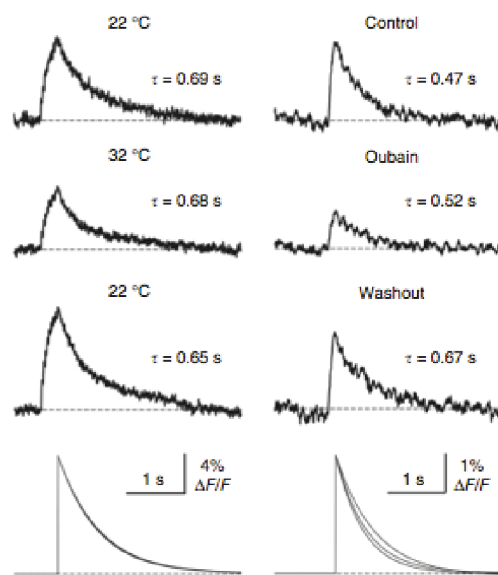 22 °C
Control
τ = 0.69 s
τ = 0.47 s
32 °C
Oubain
τ = 0.68 s
τ = 0.52 s
22 °C
Washout
τ = 0.65 s
τ = 0.67 s
4%
1%
1 s
ΔF/F
1 s
ΔF/F